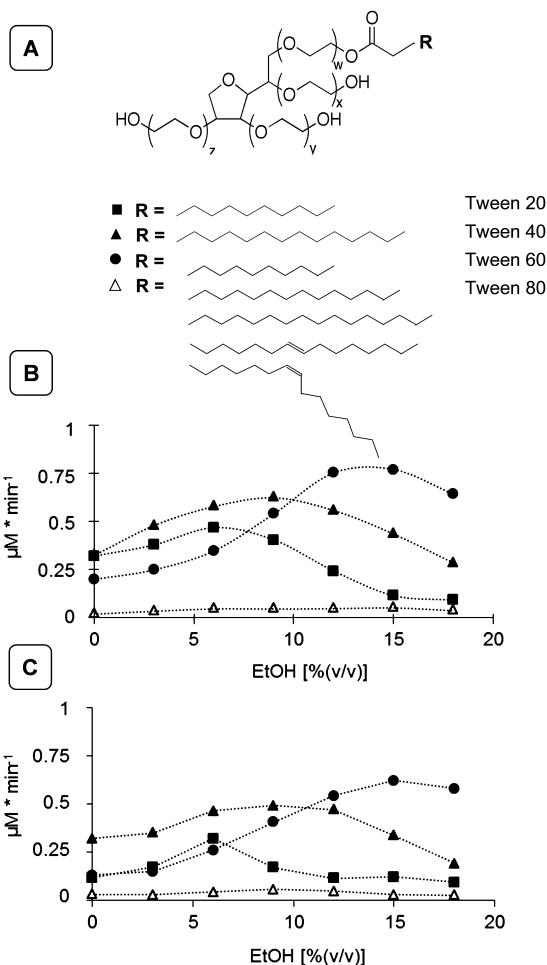 A
O
R
O
w
O
O
O
OH
x
HO
O
z
O
OH
y
R =
Tween 20
R =
Tween 40
R =
Tween 60
R =
Tween 80
B
1
0.75
0.5
0.25
0
µM * min-1
0
5
10
15
20
EtOH [%(v/v)]
C
1
0.75
0.5
0.25
0
µM * min-1
0
5
10
15
20
EtOH [%(v/v)]